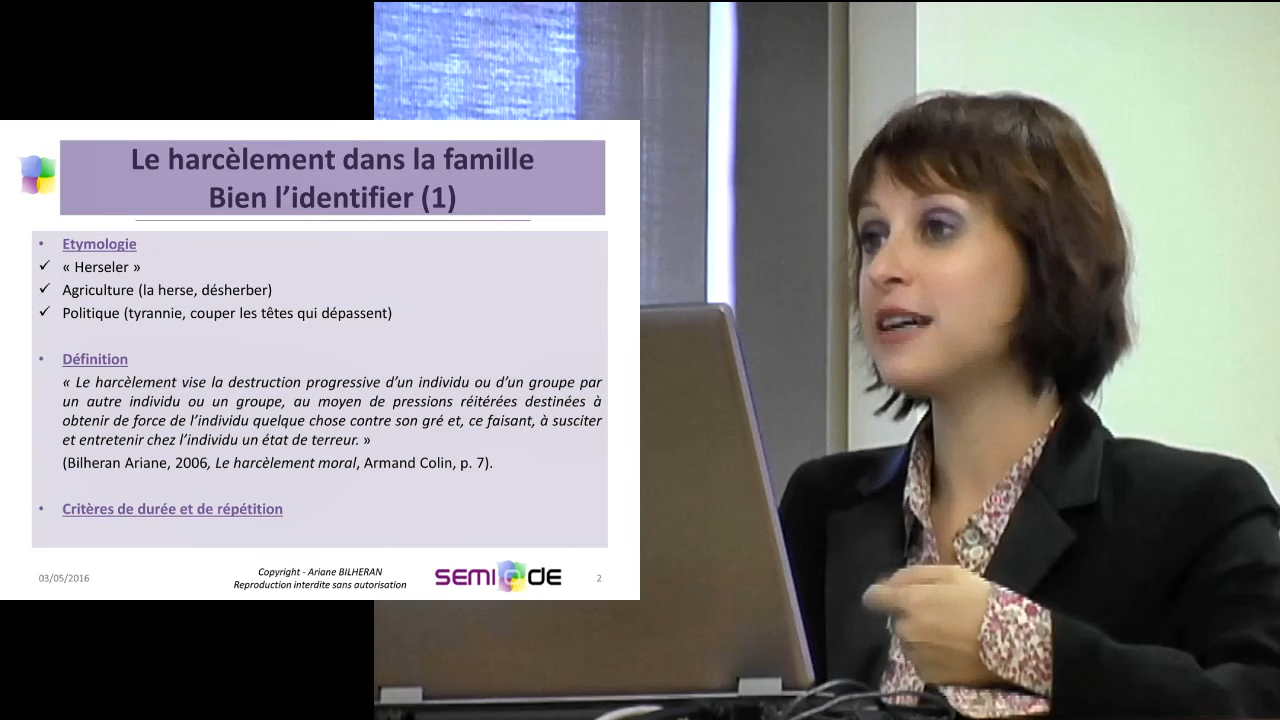 Le harcèlement dans la famille
Bien l’identifier (1)
• Etymologie
✓ « Herseler »
✓ Agriculture (la herse, désherber)
✓ Politique (tyrannie, couper les têtes qui dépassent)
• Définition
« Le harcèlement vise la destruction progressive d’un individu ou d’un groupe par
un autre individu ou un groupe, au moyen de pressions réitérées destinées à
obtenir de force de l’individu quelque chose contre son gré et, ce faisant, à susciter
et entretenir chez l’individu un état de terreur. »
(Bilheran Ariane, 2006, Le harcèlement moral, Armand Colin, p. 7).
• Critères de durée et de répétition
03/05/2016
Copyright - Ariane BILHERAN
Reproduction interdite sans autorisation
SEMIODE
2